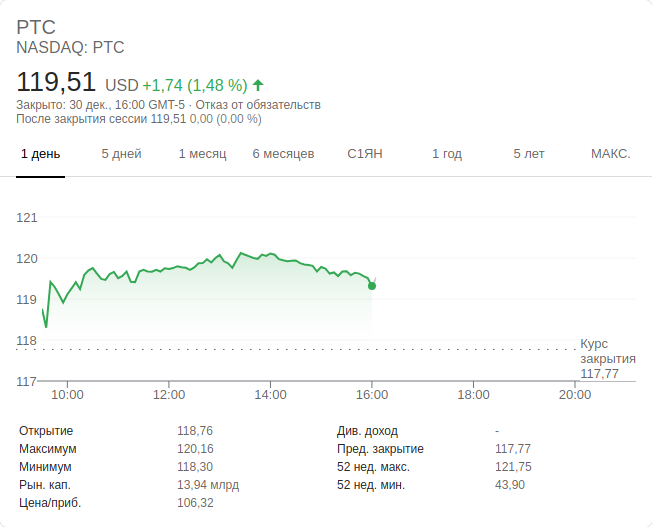 PTC
NASDAQ: PTC
119,51 USD +1,74 (1,48 %)
Закрыто: 30 дек., 16:00 GMT-5 · Отказ от обязательств
После закрытия сессии 119,51 0,00 (0,00 %)
1 день 5 дней 1 месяц 6 месяцев С1ЯН 1 год 5 лет МАКС.
121
120
119
118
Курс
закрытия
117,77
117
10:00 12:00 14:00 16:00 18:00 20:00
Открытие 118,76 Див. доход -
Максимум 120,16 Пред. закрытие 117,77
Минимум 118,30 52 нед. макс. 121,75
Рын. кап. 13,94 млрд 52 нед. мин. 43,90
Цена/приб. 106,32